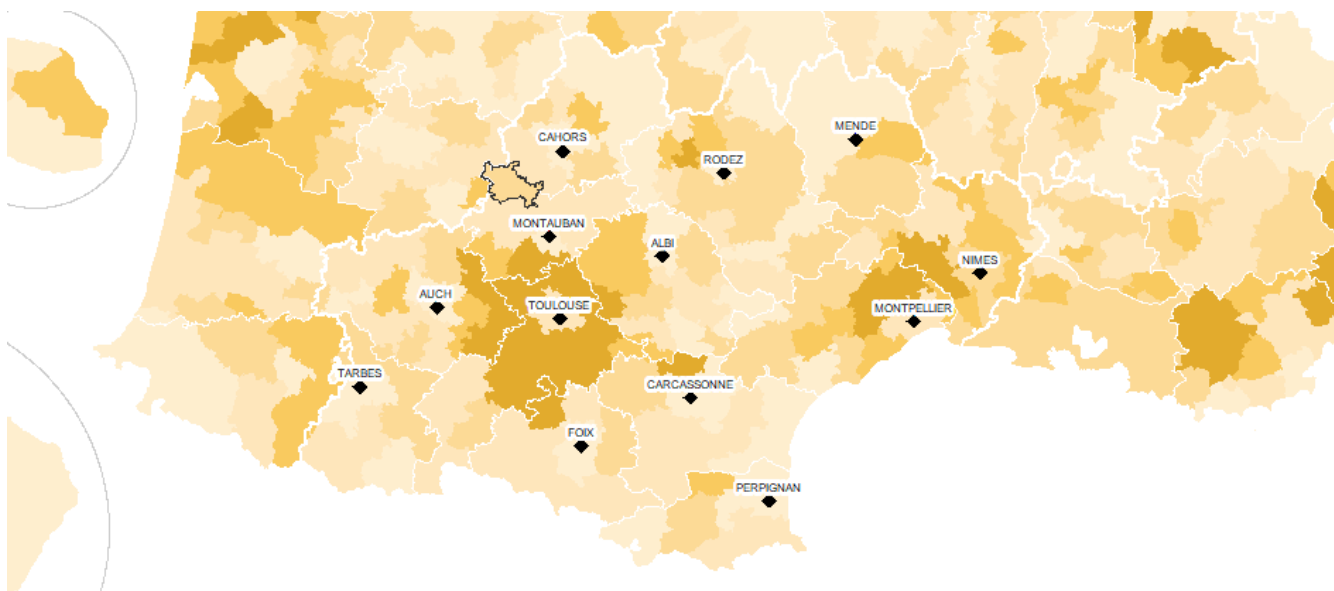 MENDE
CAHORS
RODEZ
MONTAUBAN
ALBI
NIMES
AUCH
TOULOUSE
MONTPELLIER
TARBES
CARCASSONNE
FOIX
PERPIGNAN